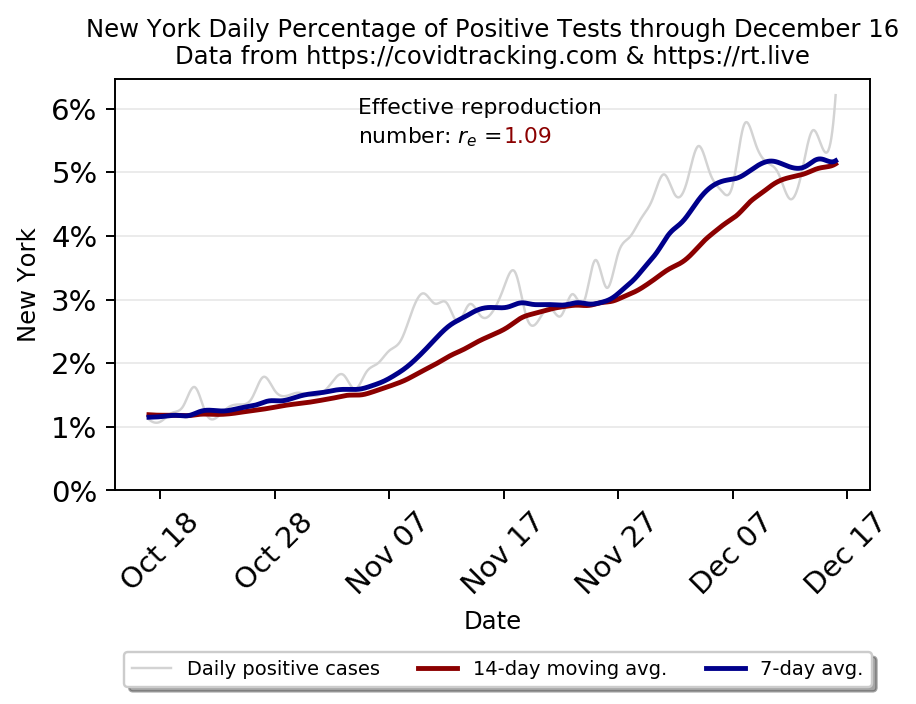 New York Daily Percentage of Positive Tests through December 16
Data from https://covidtracking.com & https://rt.live
Effective reproduction
number: rₑ =1.09
New York
6%
5%
4%
3%
2%
1%
0%
Oct 18
Oct 28
Nov 07
Nov 17
Nov 27
Dec 07
Dec 17
Date
Daily positive cases
14-day moving avg.
7-day avg.